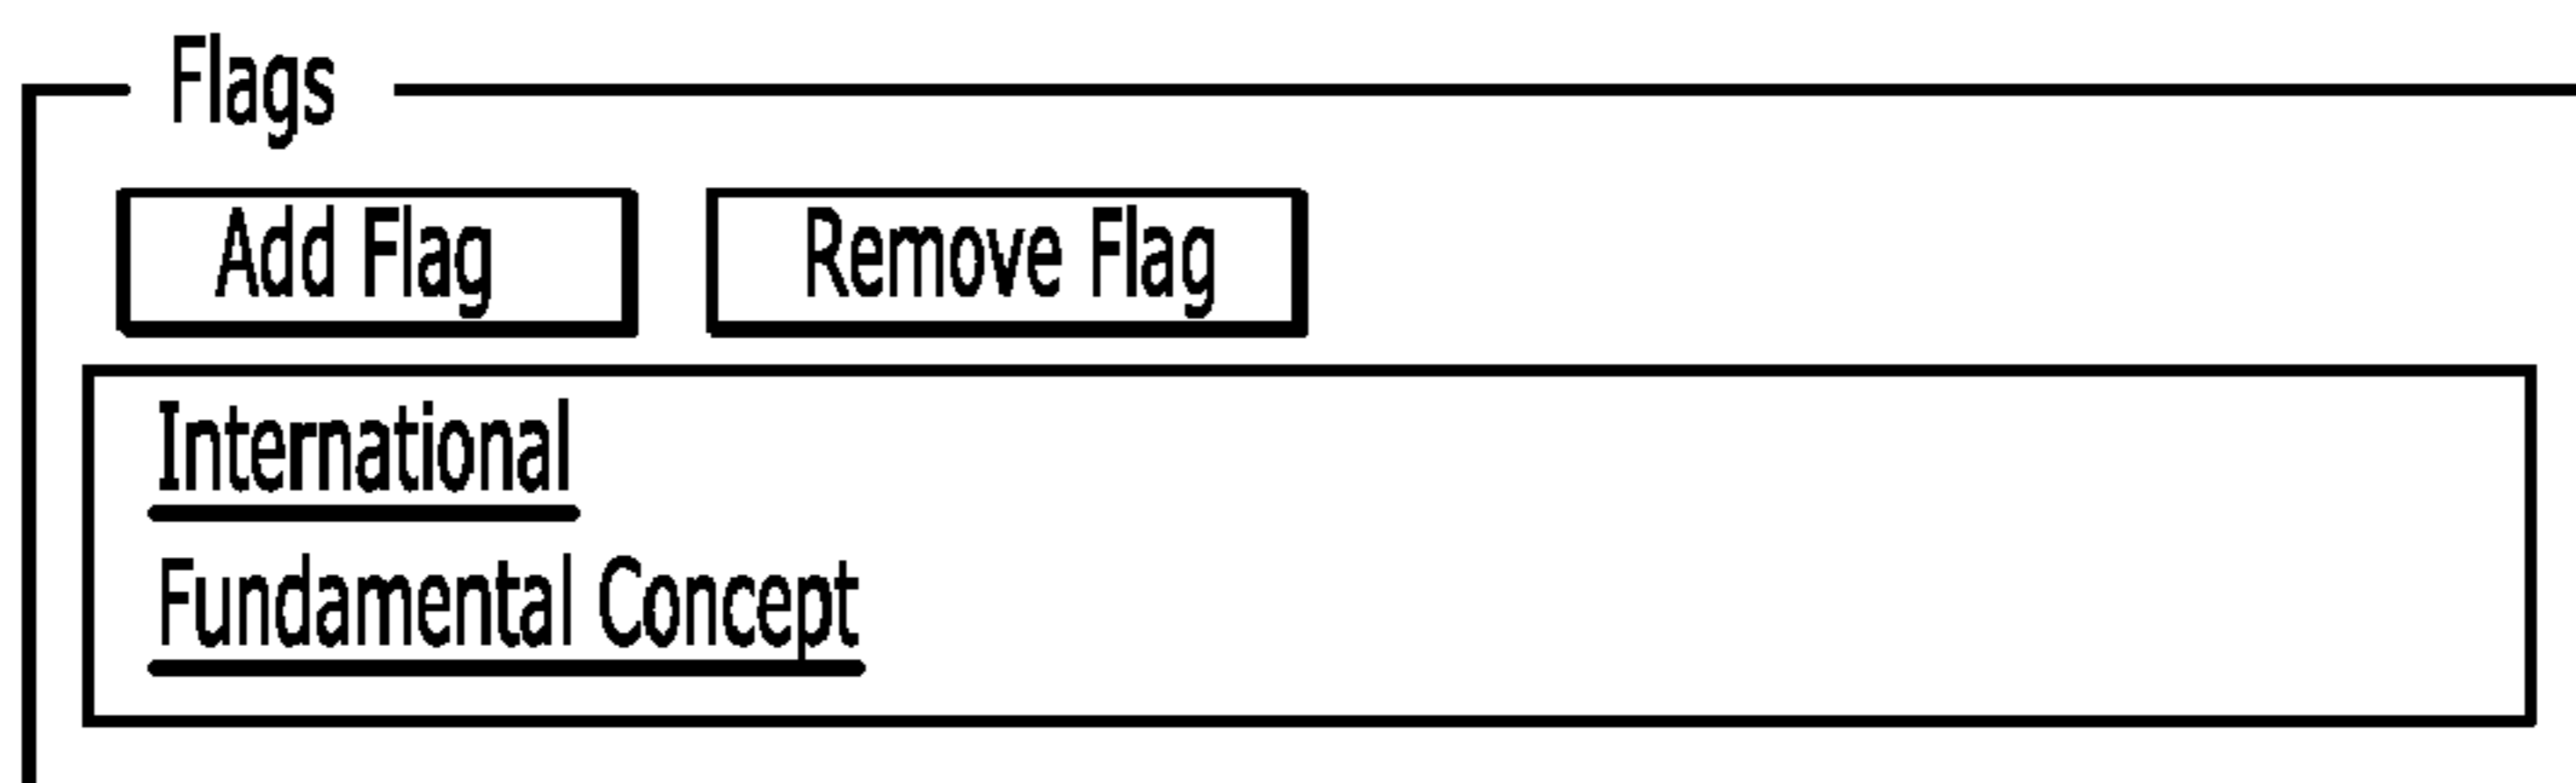 Flags
Add Flag Remove Flag
International
Fundamental Concept